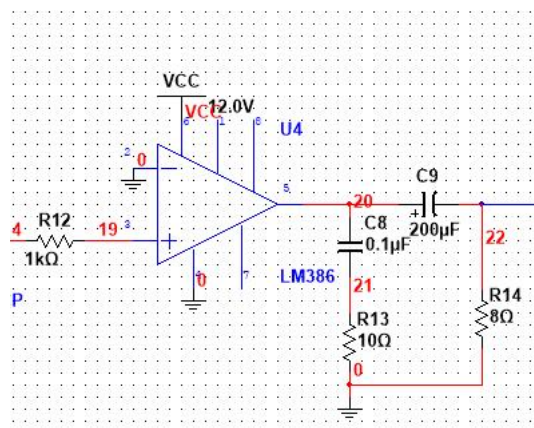 VCC
VCC 12.0V
6 1 8
U4
2 0
5
C9
20
+
C8
200µF
0.1µF
4 R12 19 3
1kΩ
22
0
7
LM386
21
P
R14
8Ω
R13
10Ω
0